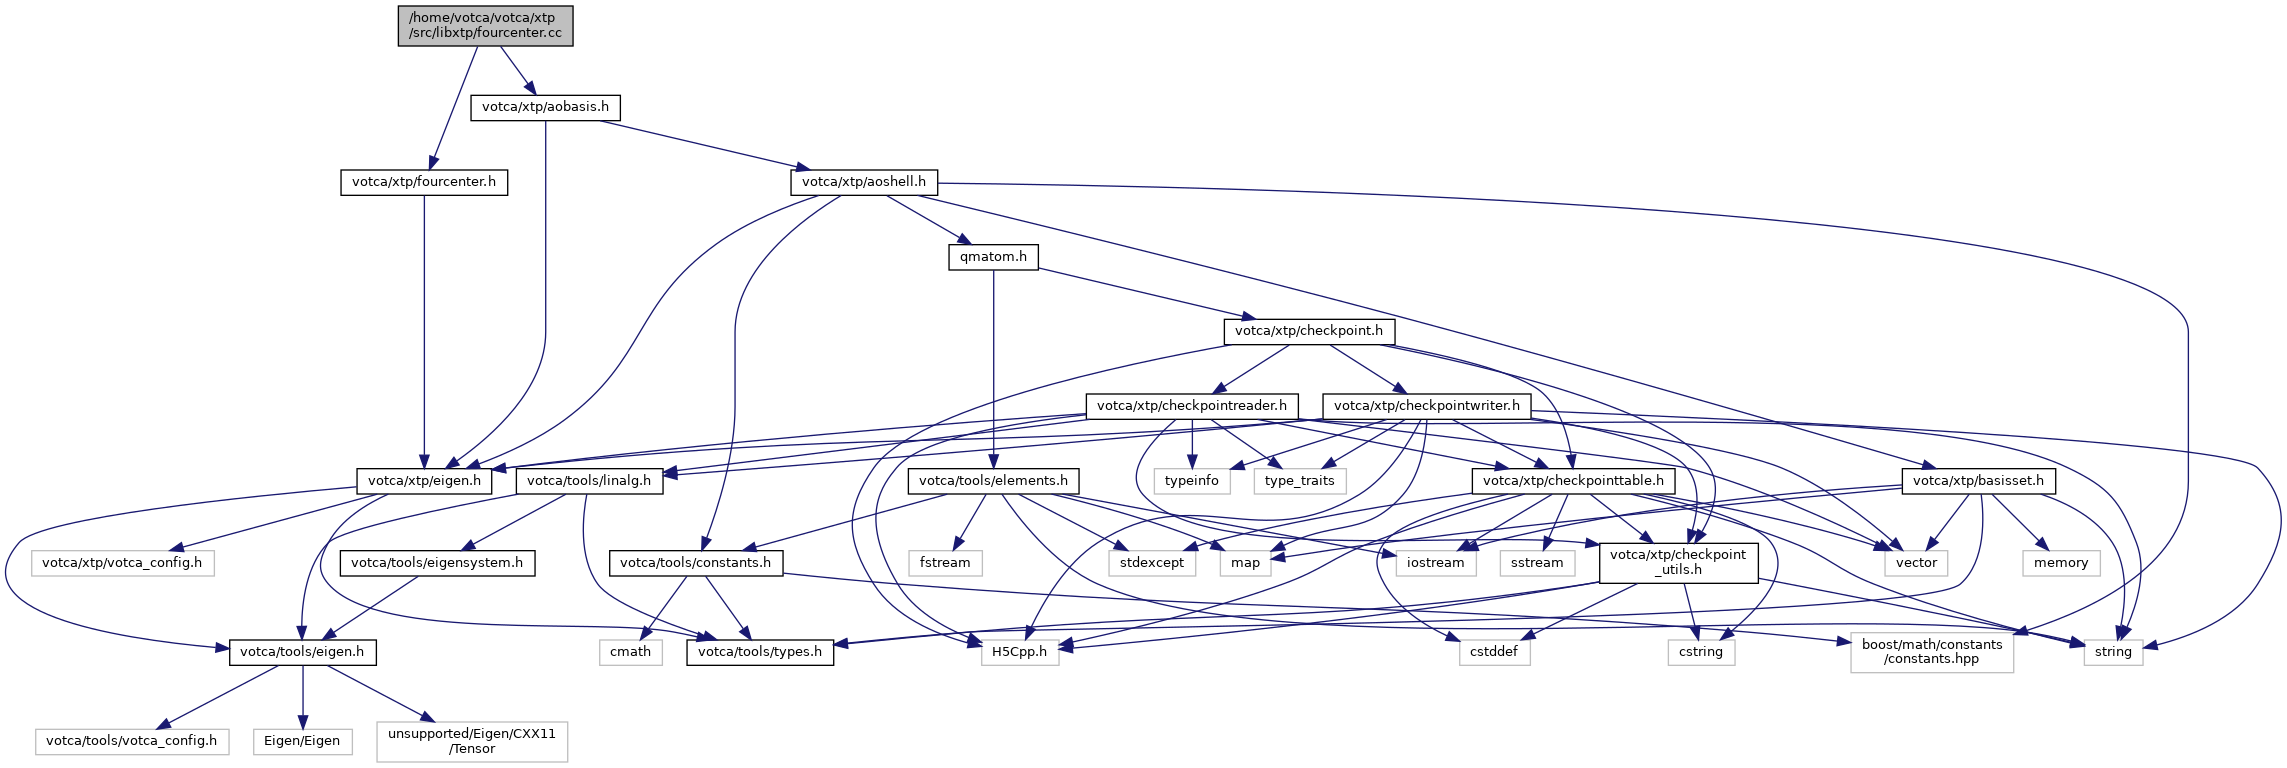 /home/votca/votca/xtp
/src/libxtp/fourcenter.cc
votca/xtp/aobasis.h
votca/xtp/fourcenter.h
votca/xtp/aoshell.h
qmatom.h
votca/xtp/checkpoint.h
votca/xtp/checkpointreader.h
votca/xtp/checkpointwriter.h
votca/xtp/eigen.h
votca/tools/linalg.h
votca/tools/elements.h
typeinfo
type_traits
votca/xtp/checkpointtable.h
votca/xtp/basisset.h
votca/xtp/votca_config.h
votca/tools/eigensystem.h
votca/tools/constants.h
fstream
stdexcept
map
iostream
sstream
votca/xtp/checkpoint
_utils.h
vector
memory
votca/tools/eigen.h
cmath
votca/tools/types.h
H5Cpp.h
cstddef
cstring
boost/math/constants
/constants.hpp
string
votca/tools/votca_config.h
Eigen/Eigen
unsupported/Eigen/CXX11
/Tensor